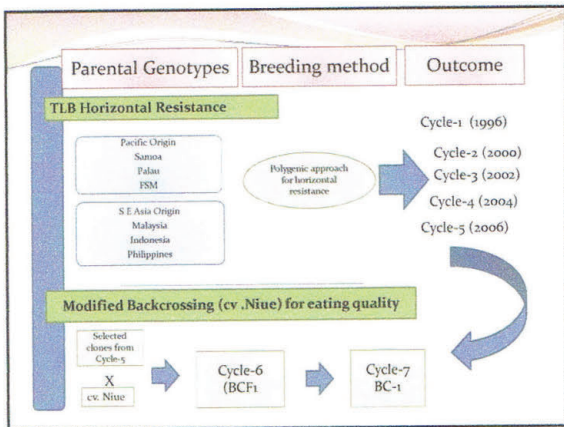 Parental Genotypes
Breeding method
Outcome
TLB Horizontal Resistance
Pacific Origin
Samoa
Palau
FSM
S E Asia Origin
Malaysia
Indonesia
Philippines
Polygenic approach
for horizontal
resistance
Cycle-1 (1996)
Cycle-2 (2000)
Cycle-3 (2002)
Cycle-4 (2004)
Cycle-5 (2006)
Modified Backcrossing (cv .Niue) for eating quality
Selected
clones from
Cycle-5
X
cv. Niue
Cycle-6
(BCF1
Cycle-7
BC-1